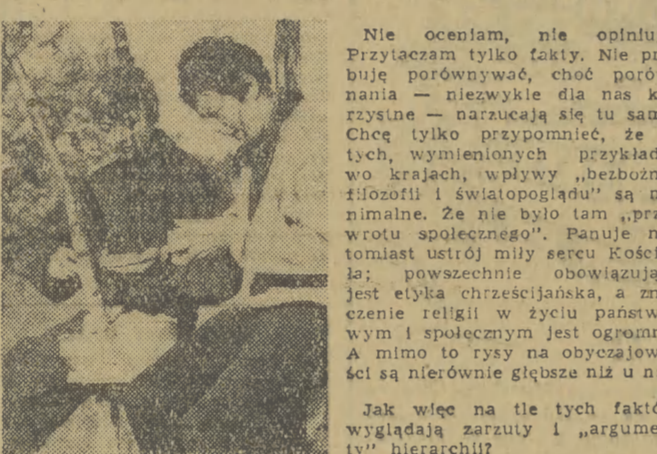 Nie oceniam, nie opiniu
Przytaczam tylko fakty. Nie pr
buję porównywać, choć poró
nania — niezwykle dla nas k
rzystne — narzucają się tu sam
Chcę tylko przypomnieć, że
tych, wymienionych przykład
wo krajach, wpływy „bezbożn
filozofii i światopoglądu" są m
nimalne. Że nie było tam „prz
wrotu społecznego". Panuje n
tomiast ustrój miły sercu Kości
ła; powszechnie obowiązują
jest etyka chrześcijańska, a zn
czenie religii w życiu państw
wym i społecznym jest ogromn
A mimo to rysy na obyczajow
ści są nierównie głębsze niż u n
Jak więc na tle tych faktó
wyglądają zarzuty i „argume
ty" hierarchii?